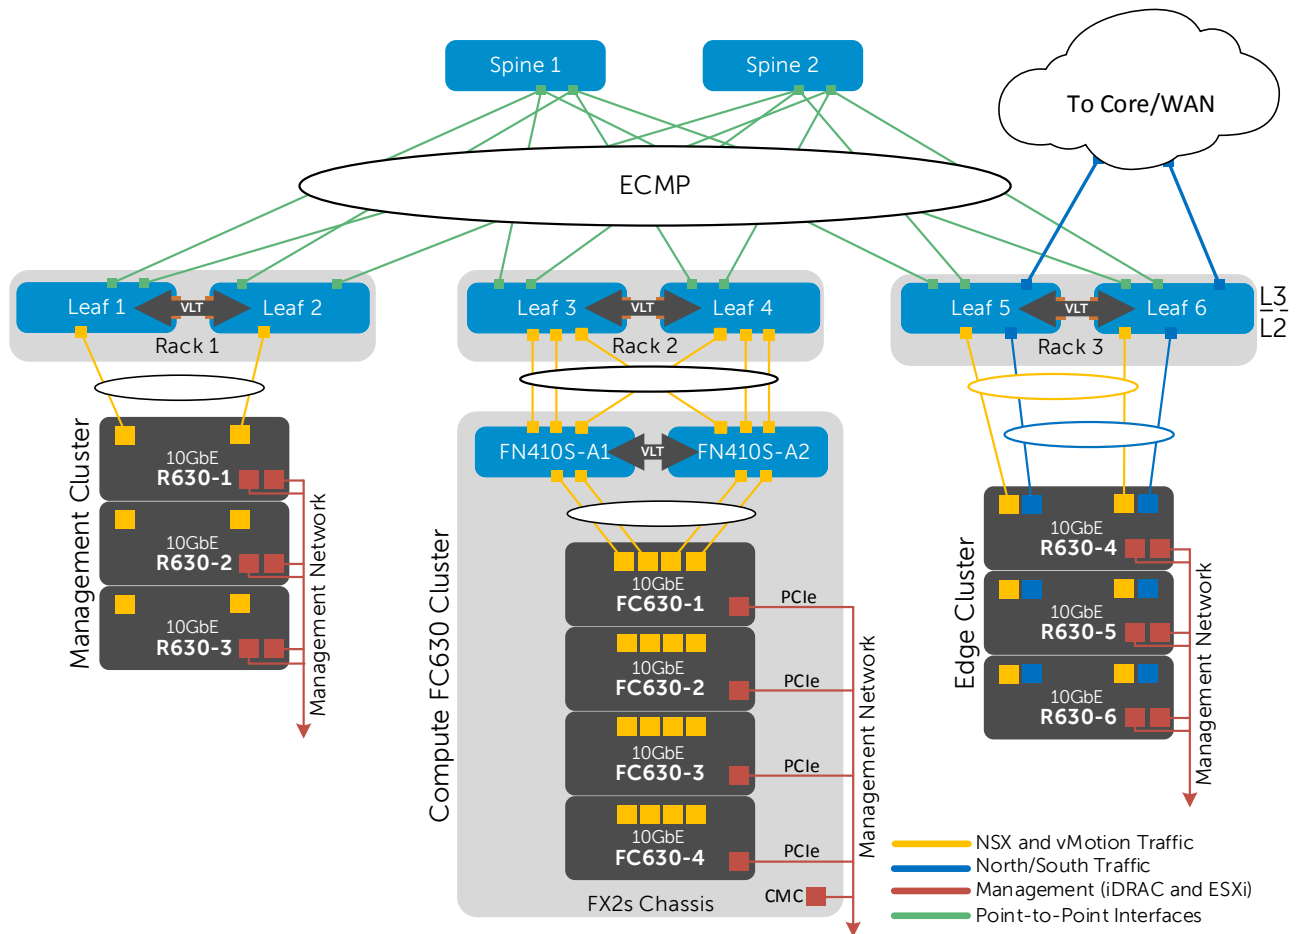 Spine 1
Spine 2
To Core/WAN
ECMP
Leaf 1
VLT
Leaf 2
Rack 1
Leaf 3
VLT
Leaf 4
Rack 2
Leaf 5
VLT
Leaf 6
Rack 3
L3
L2
Management Cluster
10GbE
R630-1
10GbE
R630-2
10GbE
R630-3
Management Network
Compute FC630 Cluster
FN410S-A1
VLT
FN410S-A2
10GbE
FC630-1
PCIe
10GbE
FC630-2
PCIe
10GbE
FC630-3
PCIe
10GbE
FC630-4
PCIe
CMC
FX2s Chassis
Management Network
Edge Cluster
10GbE
R630-4
10GbE
R630-5
10GbE
R630-6
Management Network
NSX and vMotion Traffic
North/South Traffic
Management (iDRAC and ESXi)
Point-to-Point Interfaces